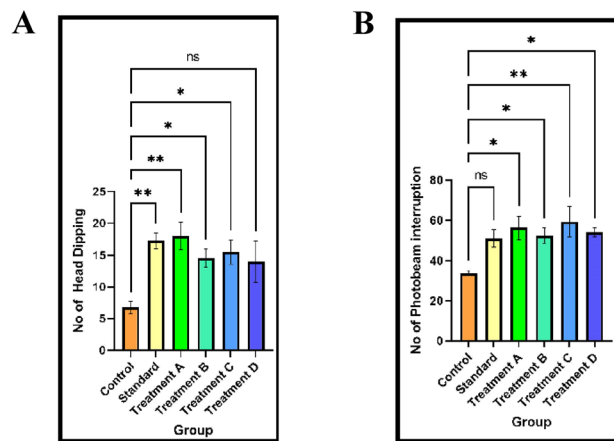 A
ns
*
*
**
**
No of Head Dipping
25
20
15
10
5
0
Control
Standard
Treatment A
Treatment B
Treatment C
Treatment D
Group
B
*
**
*
*
ns
No of Photobeam interruption
80
60
40
20
0
Control
Standard
Treatment A
Treatment B
Treatment C
Treatment D
Group